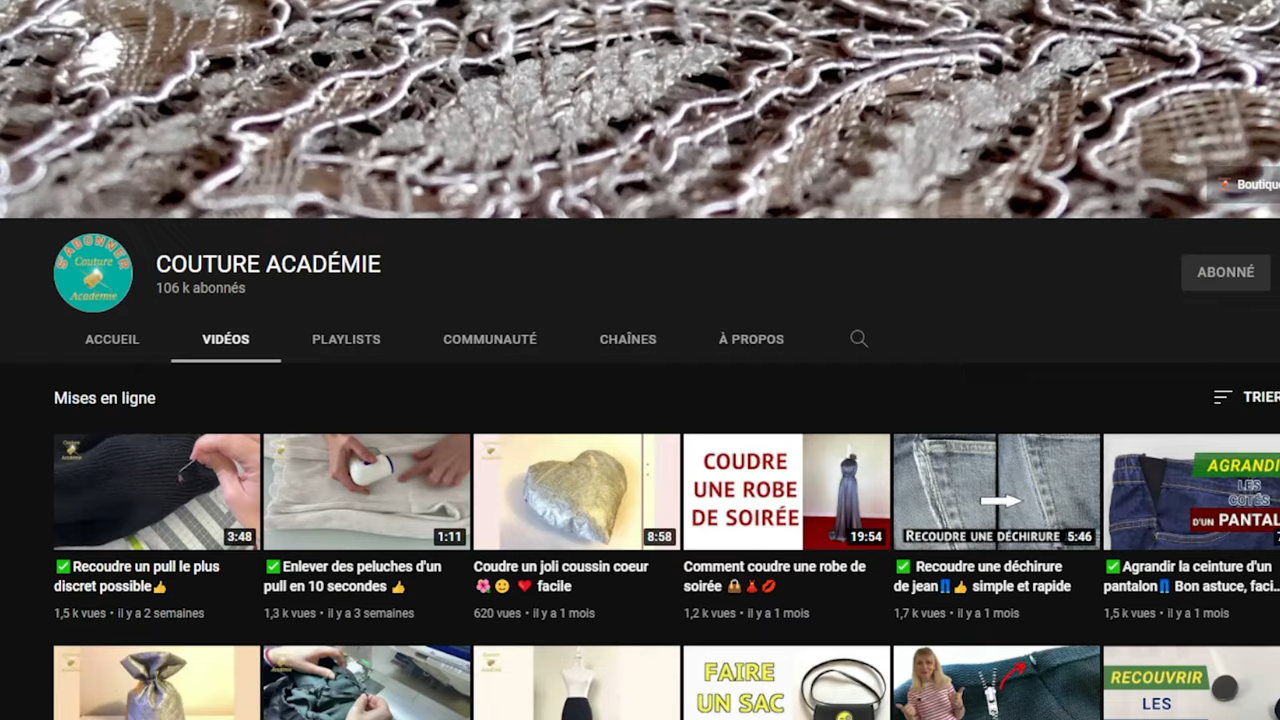 Boutique
S'ABONNER
Couture
Académie
COUTURE ACADÉMIE
106 k abonnés
ABONNÉ
ACCUEIL
VIDÉOS
PLAYLISTS
COMMUNAUTÉ
CHAÎNES
À PROPOS
Mises en ligne
TRIER
3:48
1:11
8:58
COUDRE
UNE ROBE
DE SOIRÉE
19:54
RECOUDRE UNE DÉCHIRURE 5:46
AGRANDI
LES
COTÉS
D'UN PANTAL
✅Recoudre un pull le plus
discret possible👍
1,5 k vues • il y a 2 semaines
✅Enlever des peluches d'un
pull en 10 secondes 👍
1,3 k vues • il y a 3 semaines
Coudre un joli coussin coeur
🌸😀 ❤️ facile
620 vues • il y a 1 mois
Comment coudre une robe de
soirée 👜👗💋
1,2 k vues • il y a 1 mois
✅ Recoudre une déchirure
de jean👖👍 simple et rapide
1,7 k vues • il y a 1 mois
✅Agrandir la ceinture d'un
pantalon👖 Bon astuce, faci...
1,5 k vues • il y a 1 mois
FAIRE
UN SAC
RECOUVRIR
LES